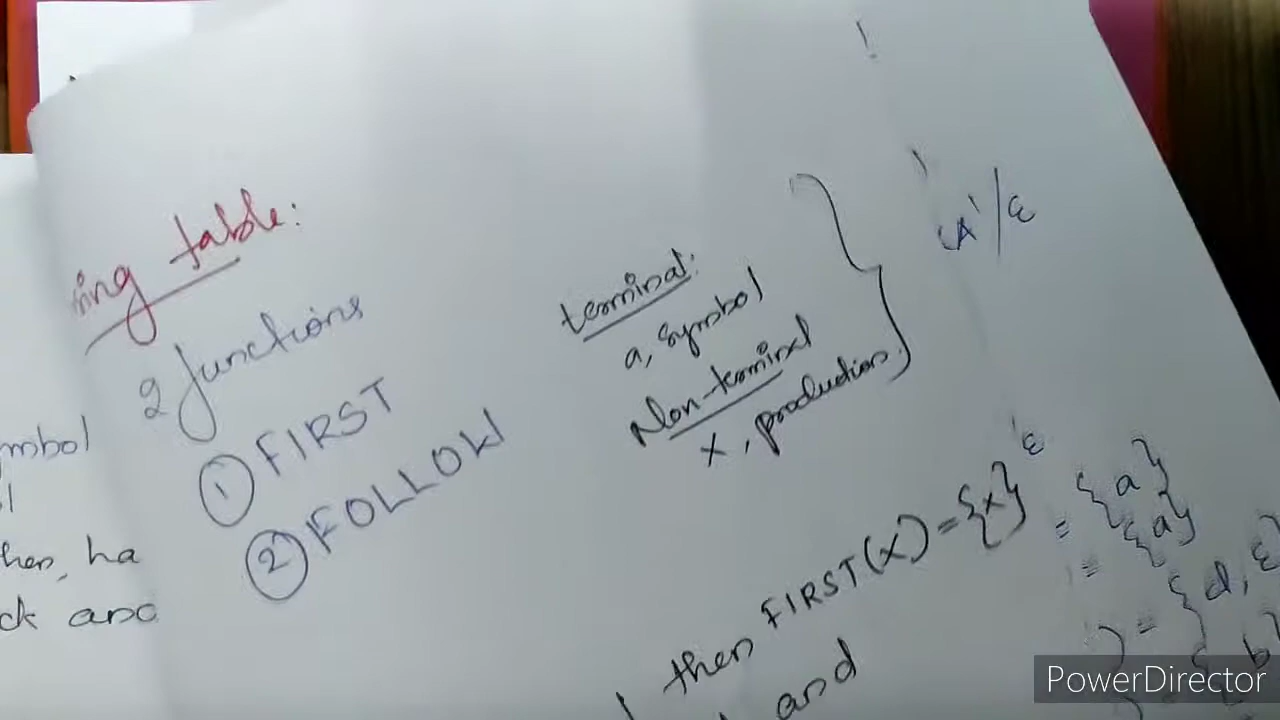 ning table:
2 functions
① FIRST
② FOLLOW
terminal:
a, symbol
Non-terminal
X, production.
A'/ε
mbol
hen, ha
ck and
then FIRST(X) = {x}
and
ε
= {a}
= {a}
) = {d, ε
{ b}
PowerDirector